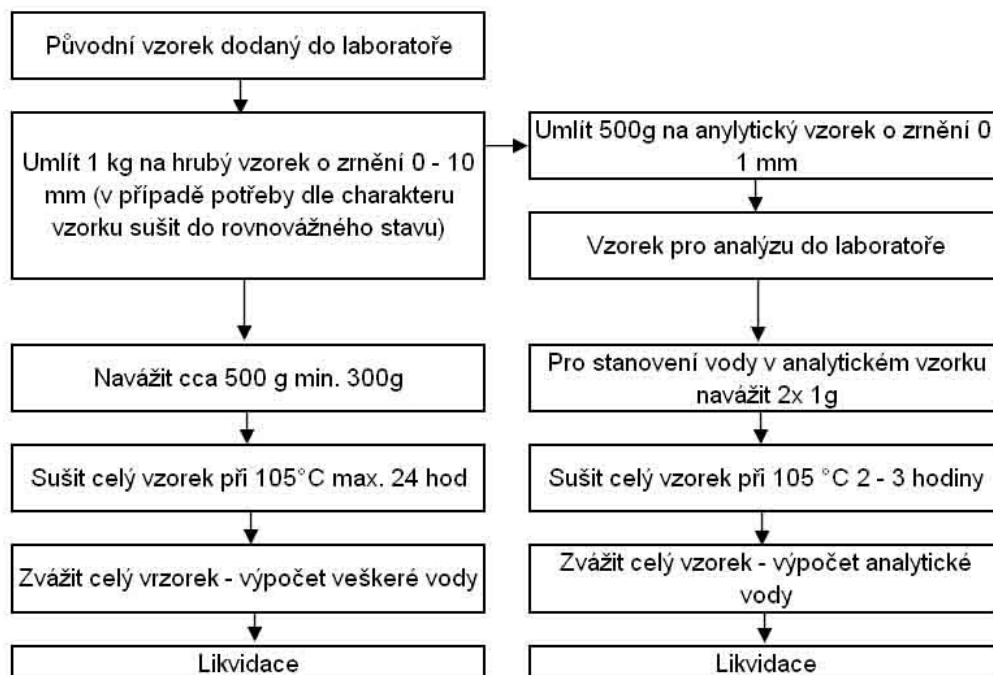 Původní vzorek dodaný do laboratoře
Umlít 1 kg na hrubý vzorek o zrnění 0 - 10
mm (v případě potřeby dle charakteru
vzorku sušit do rovnovážného stavu)
Navážit cca 500 g min. 300g
Sušit celý vzorek při 105°C max. 24 hod
Zvážit celý vrzorek - výpočet veškeré vody
Likvidace
Umlít 500g na anylytický vzorek o zrnění 0
1 mm
Vzorek pro analýzu do laboratoře
Pro stanovení vody v analytickém vzorku
navážit 2x 1g
Sušit celý vzorek při 105 °C 2 - 3 hodiny
Zvážit celý vzorek - výpočet analytické
vody
Likvidace